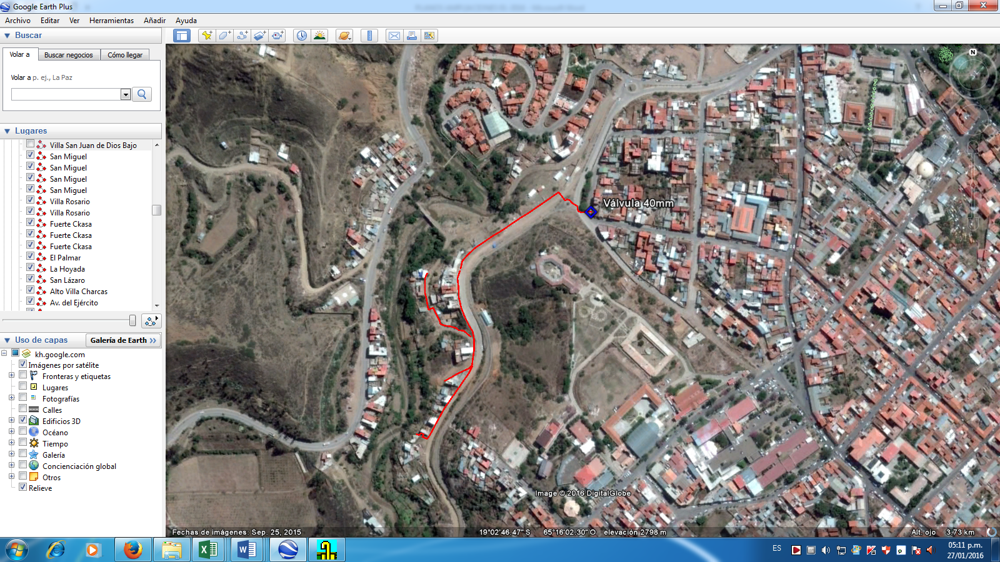 Google Earth Plus
Archivo Editar Ver Herramientas Añadir Ayuda
Buscar
Volar a Buscar negocios Cómo llegar
Volar a p. ej., La Paz
Lugares
Villa San Juan de Dios Bajo
San Miguel
San Miguel
San Miguel
San Miguel
Villa Rosario
Villa Rosario
Fuerte Ckasa
Fuerte Ckasa
Fuerte Ckasa
El Palmar
La Hoyada
San Lázaro
Alto Villa Charcas
Av. del Ejército
Uso de capas Galería de Earth >>
kh.google.com
Imágenes por satélite
Fronteras y etiquetas
Lugares
Fotografías
Calles
Edificios 3D
Océano
Tiempo
Galería
Concienciación global
Otros
Relieve
N
Válvula 40mm
Image © 2016 DigitalGlobe
Fechas de imágenes: Sep. 25, 2015 19°02'46.47" S 65°16'02.30" O elevación 2798 m Alt. ojo 3.73 km
ES
05:11 p.m.
27/01/2016